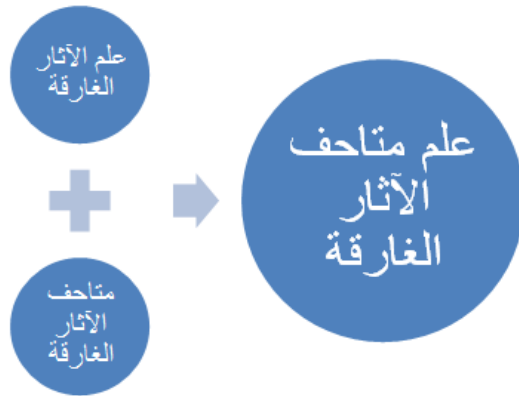 علم الآثار
الغارقة
متاحف
الآثار
الغارقة
علم متاحف
الآثار
الغارقة